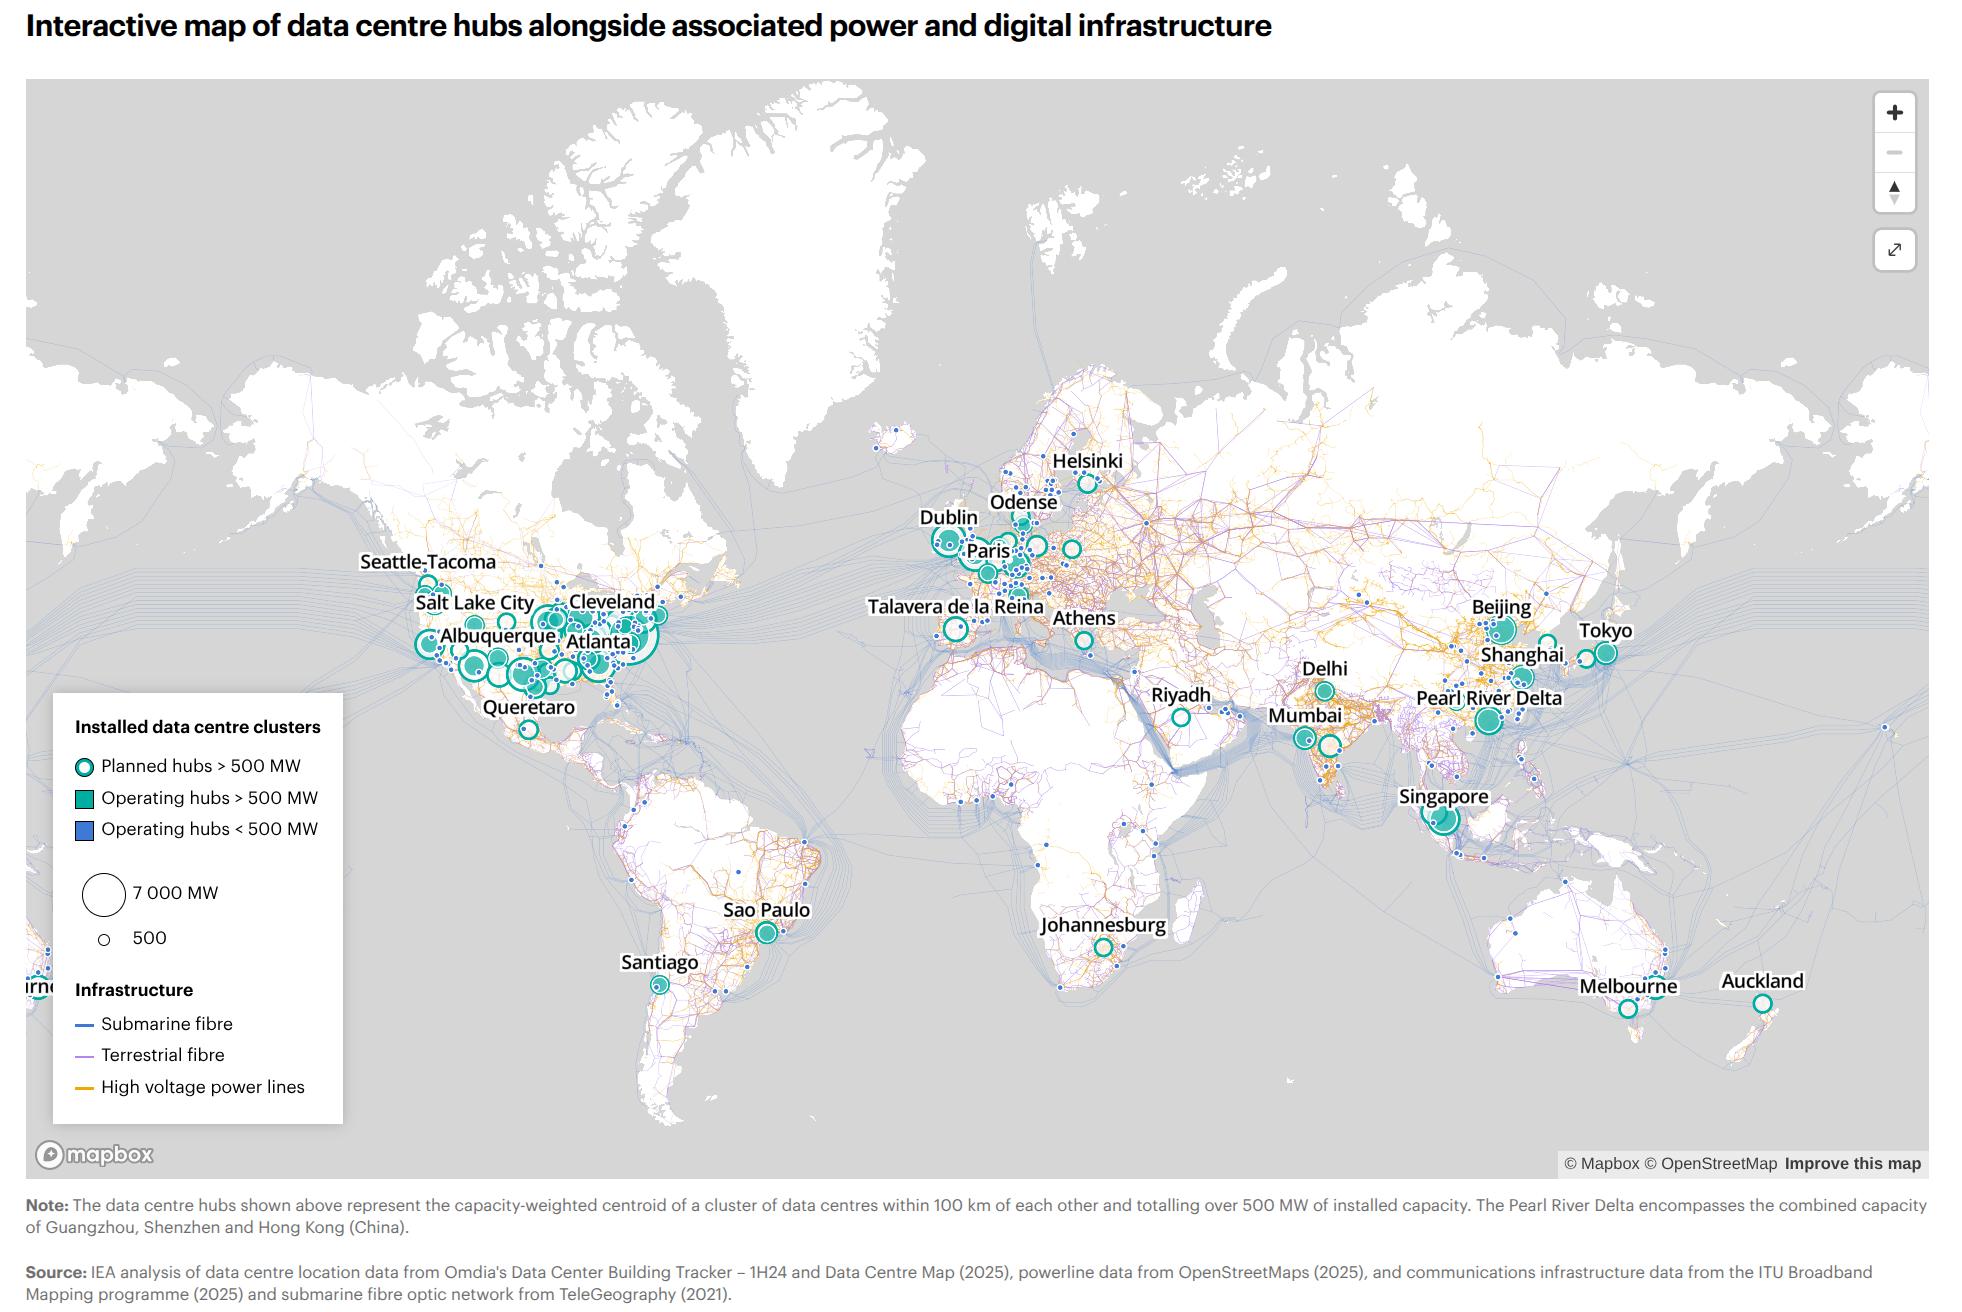 Interactive map of data centre hubs alongside associated power and digital infrastructure
Helsinki
Odense
Dublin
Paris
Seattle-Tacoma
Salt Lake City
Cleveland
Talavera de la Reina
Athens
Beijing
Tokyo
Albuquerque
Atlanta
Shanghai
Delhi
Riyadh
Pearl River Delta
Queretaro
Mumbai
Singapore
Sao Paulo
Johannesburg
Santiago
Melbourne
Auckland
irne
Installed data centre clusters
Planned hubs > 500 MW
Operating hubs > 500 MW
Operating hubs < 500 MW
7 000 MW
500
Infrastructure
Submarine fibre
Terrestrial fibre
High voltage power lines
mapbox
© Mapbox © OpenStreetMap Improve this map
Note: The data centre hubs shown above represent the capacity-weighted centroid of a cluster of data centres within 100 km of each other and totalling over 500 MW of installed capacity. The Pearl River Delta encompasses the combined capacity
of Guangzhou, Shenzhen and Hong Kong (China).
Source: IEA analysis of data centre location data from Omdia's Data Center Building Tracker – 1H24 and Data Centre Map (2025), powerline data from OpenStreetMaps (2025), and communications infrastructure data from the ITU Broadband
Mapping programme (2025) and submarine fibre optic network from TeleGeography (2021).